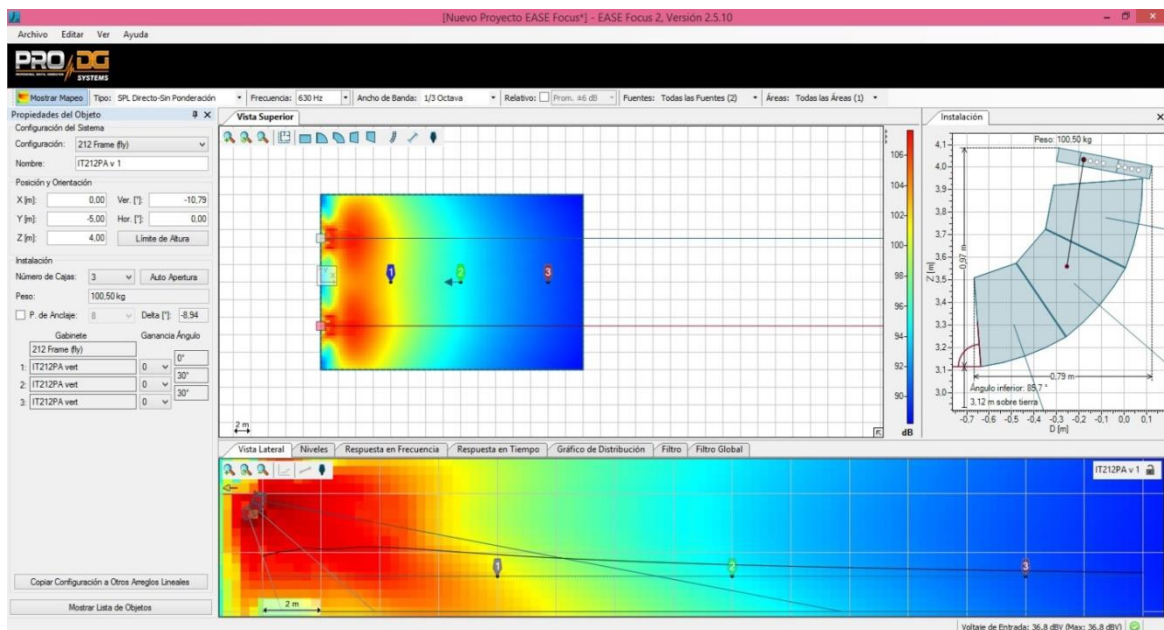 [Nuevo Proyecto EASE Focus*] - EASE Focus 2, Versión 2.5.10
Archivo Editar Ver Ayuda
PRO DG
SYSTEMS
Mostrar Mapeo Tipo: SPL Directo-Sin Ponderación Frecuencia: 630 Hz Ancho de Banda: 1/3 Octava Relativo: Prom. ±6 dB Fuentes: Todas las Fuentes (2) Áreas: Todas las Áreas (1)
Propiedades del Objeto
Configuración del Sistema
Configuración: 212 Frame (fly)
Nombre: IT212PA v 1
Posición y Orientación
X [m]: 0,00 Ver. [°]: -10,79
Y [m]: -5,00 Hor. [°]: 0,00
Z [m]: 4,00 Límite de Altura
Instalación
Número de Cajas: 3 Auto Apertura
Peso: 100,50 kg
P. de Anclaje: 8 Delta [°]: -8,94
Gabinete Ganancia Ángulo
212 Frame (fly)
0°
1: IT212PA vert 0
30°
2: IT212PA vert 0
30°
3: IT212PA vert 0
Copiar Configuración a Otros Arreglos Lineales
Mostrar Lista de Objetos
Vista Superior
1 2 3
2 m
106
104
102
100
98
96
94
92
90
dB
Instalación
Peso: 100,50 kg
4,1
4,0
3,9
3,8
3,7
3,6
3,5
3,4
3,3
3,2
3,1
3,0
Z [m]
0,97 m
0,79 m
Ángulo inferior: 85,7 °
3,12 m sobre tierra
-0,7 -0,6 -0,5 -0,4 -0,3 -0,2 -0,1 0,0 0,1
D [m]
Vista Lateral Niveles Respuesta en Frecuencia Respuesta en Tiempo Gráfico de Distribución Filtro Filtro Global
IT212PA v 1
1 2 3
2 m
Voltaje de Entrada: 36,8 dBV (Max: 36,8 dBV)